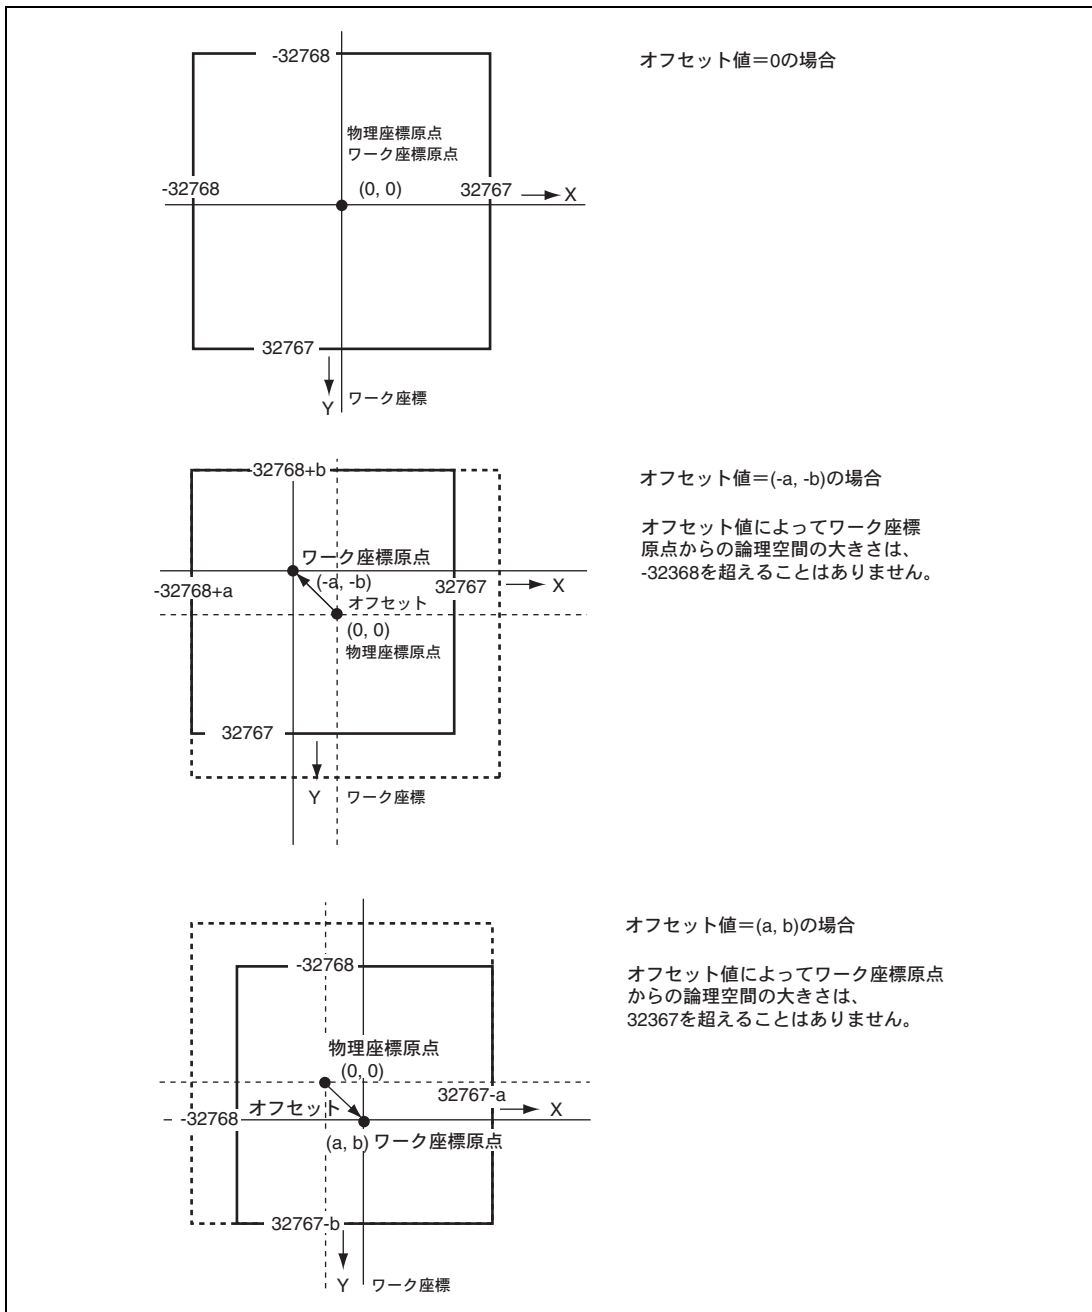 -32768
オフセット値＝0の場合
物理座標原点
ワーク座標原点
-32768
(0, 0)
32767
X
32767
Y
ワーク座標
-32768+b
オフセット値＝(-a, -b)の場合
オフセット値によってワーク座標
原点からの論理空間の大きさは、
-32368を超えることはありません。
ワーク座標原点
(-a, -b)
-32768+a
32767
X
オフセット
(0, 0)
物理座標原点
32767
Y
ワーク座標
オフセット値＝(a, b)の場合
-32768
オフセット値によってワーク座標原点
からの論理空間の大きさは、
32367を超えることはありません。
物理座標原点
(0, 0)
32767-a
オフセット
X
-32768
(a, b) ワーク座標原点
32767-b
Y
ワーク座標